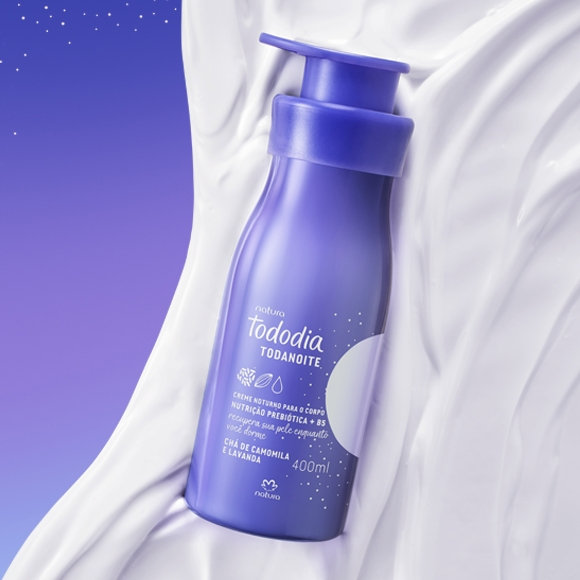 natura
tododia
TODANOITE
CREME NOTURNO PARA O CORPO
NUTRIÇÃO PREBIÓTICA + B5
recupera sua pele enquanto
você dorme
CHÁ DE CAMOMILA
E LAVANDA
400ml
natura